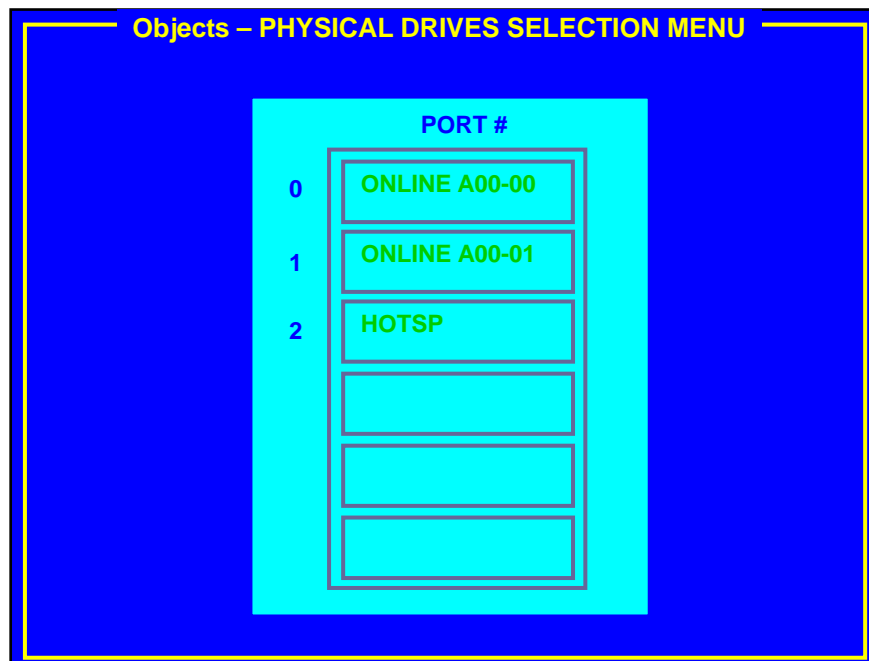 Objects – PHYSICAL DRIVES SELECTION MENU
PORT #
0 ONLINE A00-00
1 ONLINE A00-01
2 HOTSP